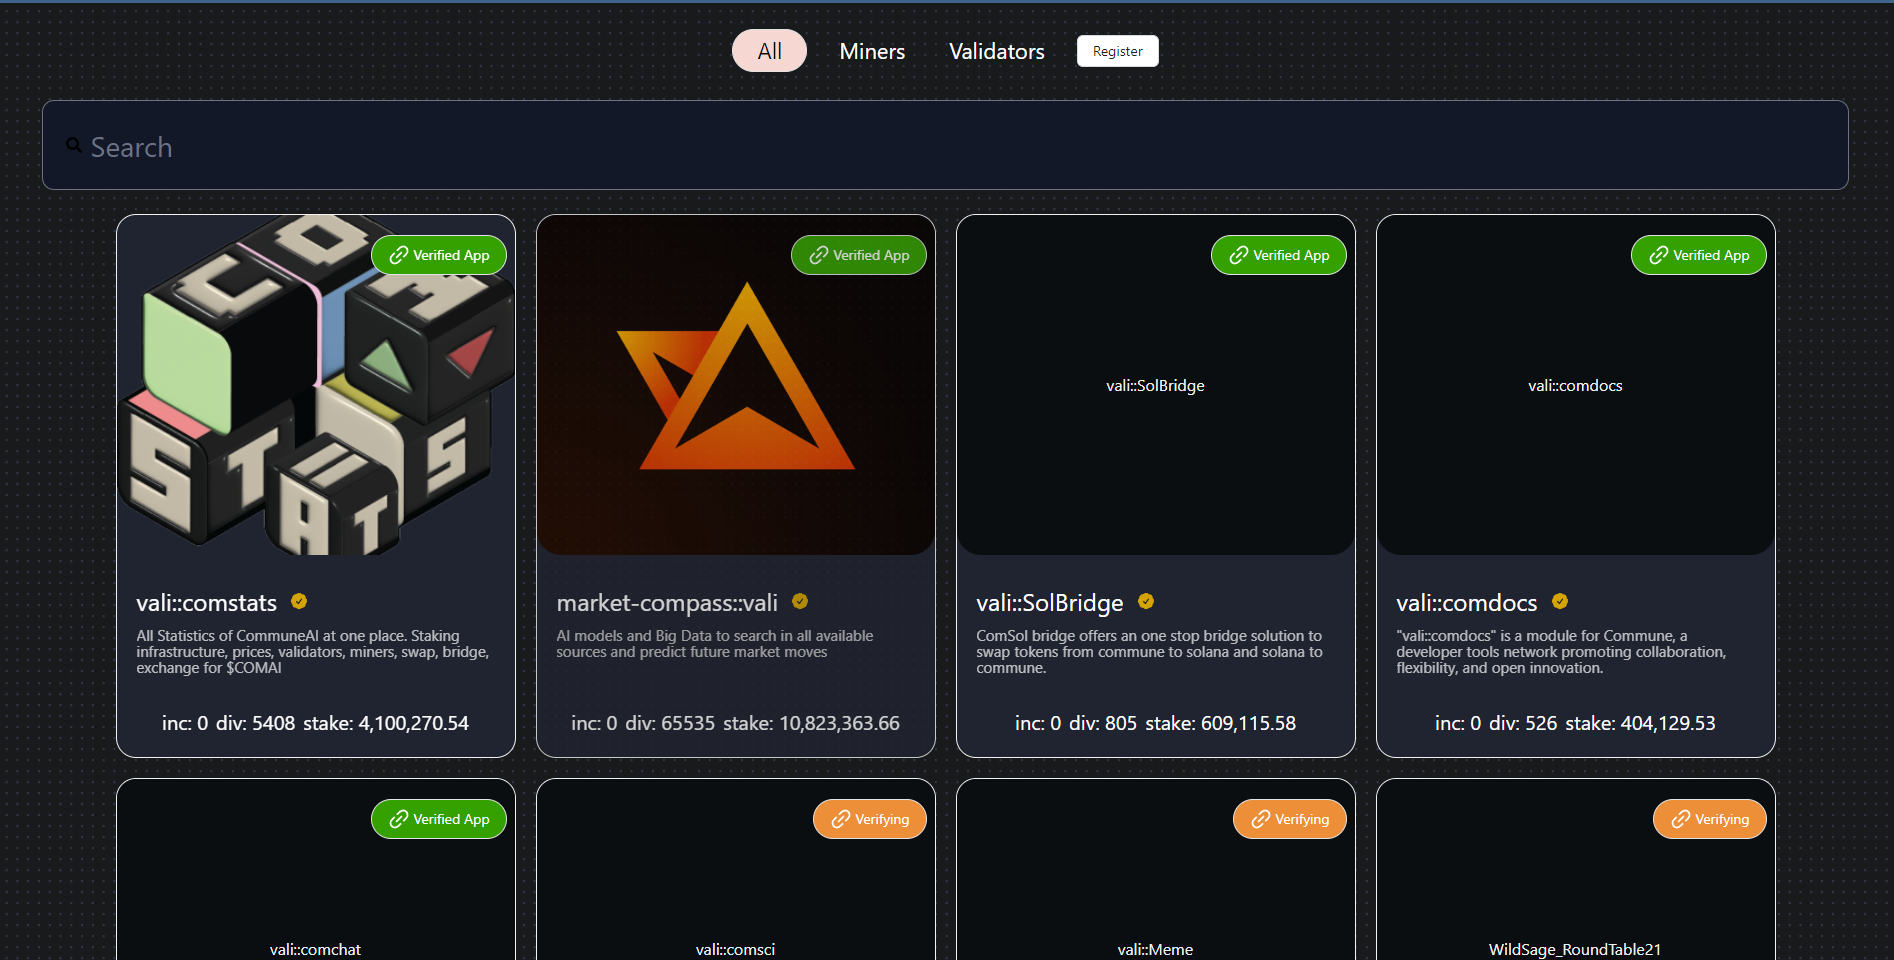 All Miners Validators Register
Search
COM
STATS
Verified App
vali::comstats
All Statistics of CommuneAI at one place. Staking
infrastructure, prices, validators, miners, swap, bridge,
exchange for $COMAI
inc: 0 div: 5408 stake: 4,100,270.54
Verified App
market-compass::vali
AI models and Big Data to search in all available
sources and predict future market moves
inc: 0 div: 65535 stake: 10,823,363.66
Verified App
vali::SolBridge
vali::SolBridge
ComSol bridge offers an one stop bridge solution to
swap tokens from commune to solana and solana to
commune.
inc: 0 div: 805 stake: 609,115.58
Verified App
vali::comdocs
vali::comdocs
"vali::comdocs" is a module for Commune, a
developer tools network promoting collaboration,
flexibility, and open innovation.
inc: 0 div: 526 stake: 404,129.53
Verified App
vali::comchat
Verifying
vali::comsci
Verifying
vali::Meme
Verifying
WildSage_RoundTable21